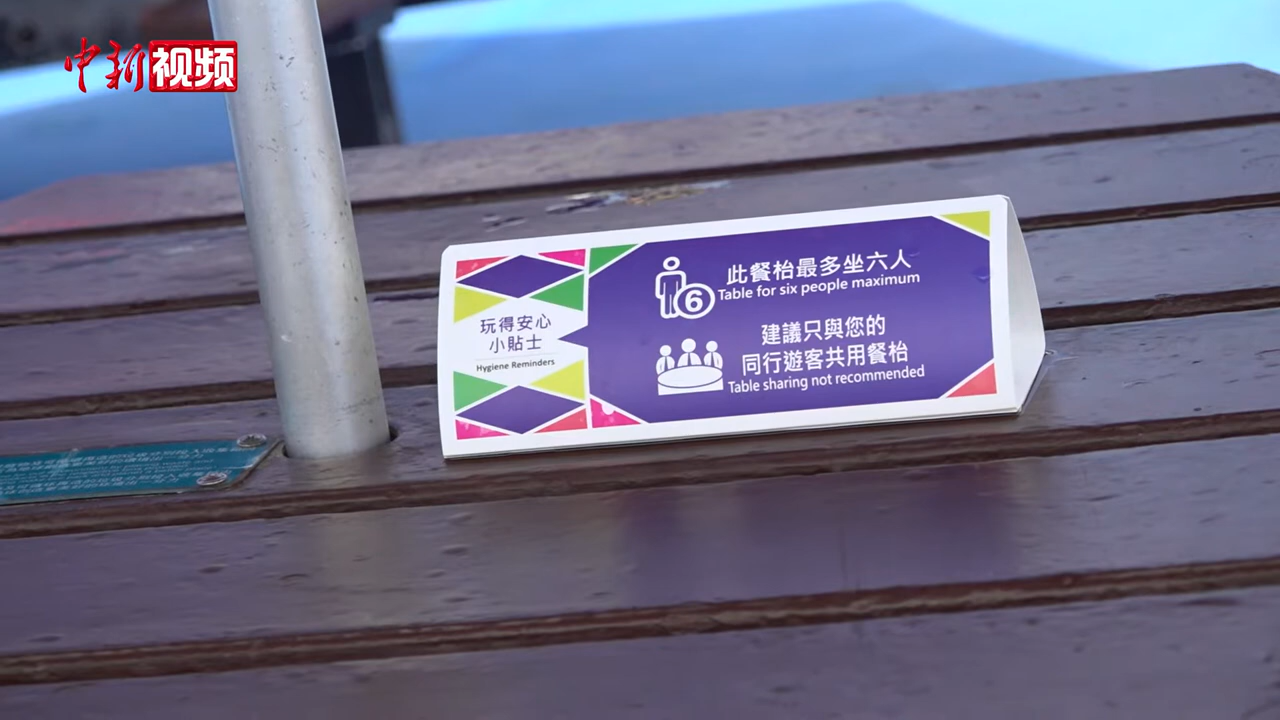 中新视频
此餐枱最多坐六人
6
Table for six people maximum
玩得安心
小貼士
Hygiene Reminders
建議只與您的
同行遊客共用餐枱
Table sharing not recommended